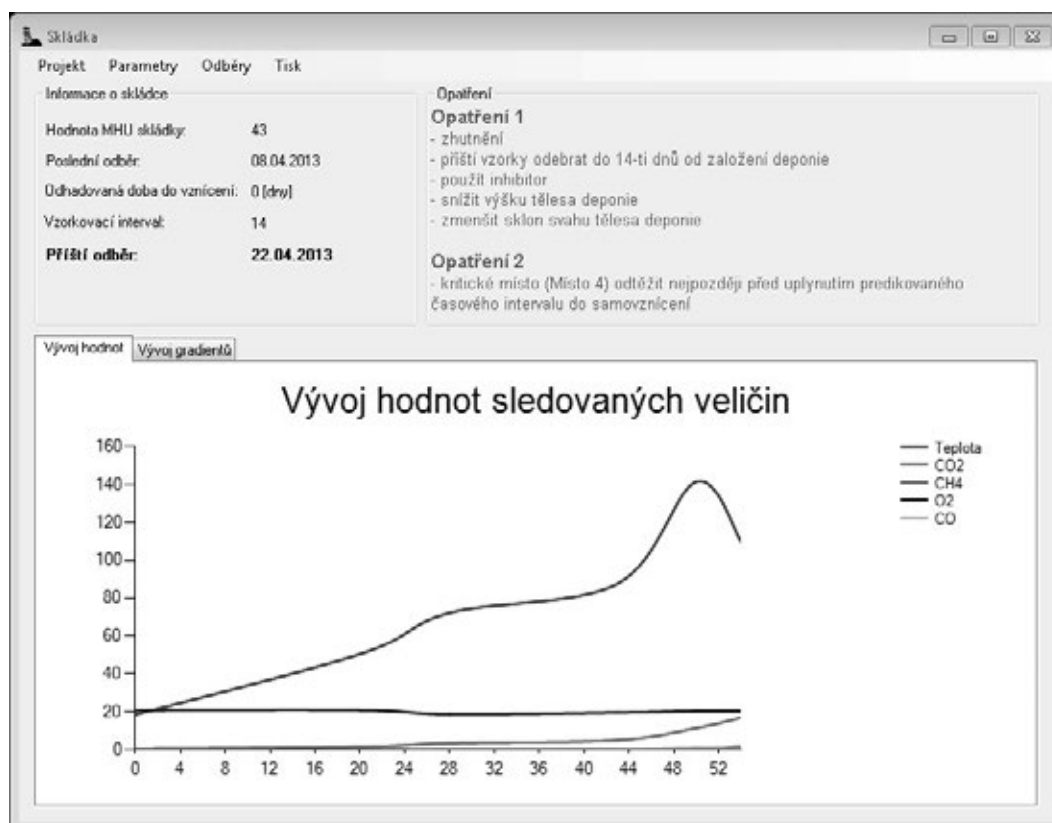 Skládka
Projekt Parametry Odběry Tisk
Informace o skládce
Hodnota MHU skládky: 43
Poslední odběr: 08.04.2013
Odhadovaná doba do vznícení: 0 [dny]
Vzorkovací interval: 14
Příští odběr: 22.04.2013
Opatření
Opatření 1
- zhutnění
- příští vzorky odebrat do 14-ti dnů od založení deponie
- použít inhibitor
- snížit výšku tělesa deponie
- zmenšit sklon svahu tělesa deponie
Opatření 2
- kritické místo (Místo 4) odtěžit nejpozději před uplynutím predikovaného
časového intervalu do samovznícení
Vývoj hodnot Vývoj gradientů
Vývoj hodnot sledovaných veličin
160
140
120
100
80
60
40
20
0
0 4 8 12 16 20 24 28 32 36 40 44 48 52
Teplota
CO2
CH4
O2
CO